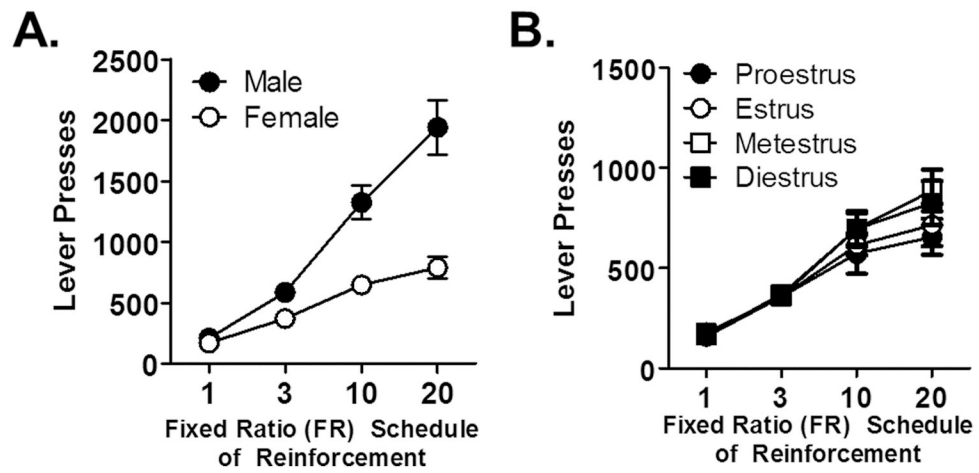 A.
2500
2000
1500
1000
500
0
Lever Presses
Male
Female
1 3 10 20
Fixed Ratio (FR) Schedule
of Reinforcement
B.
1500
1000
500
0
Lever Presses
Proestrus
Estrus
Metestrus
Diestrus
1 3 10 20
Fixed Ratio (FR) Schedule
of Reinforcement